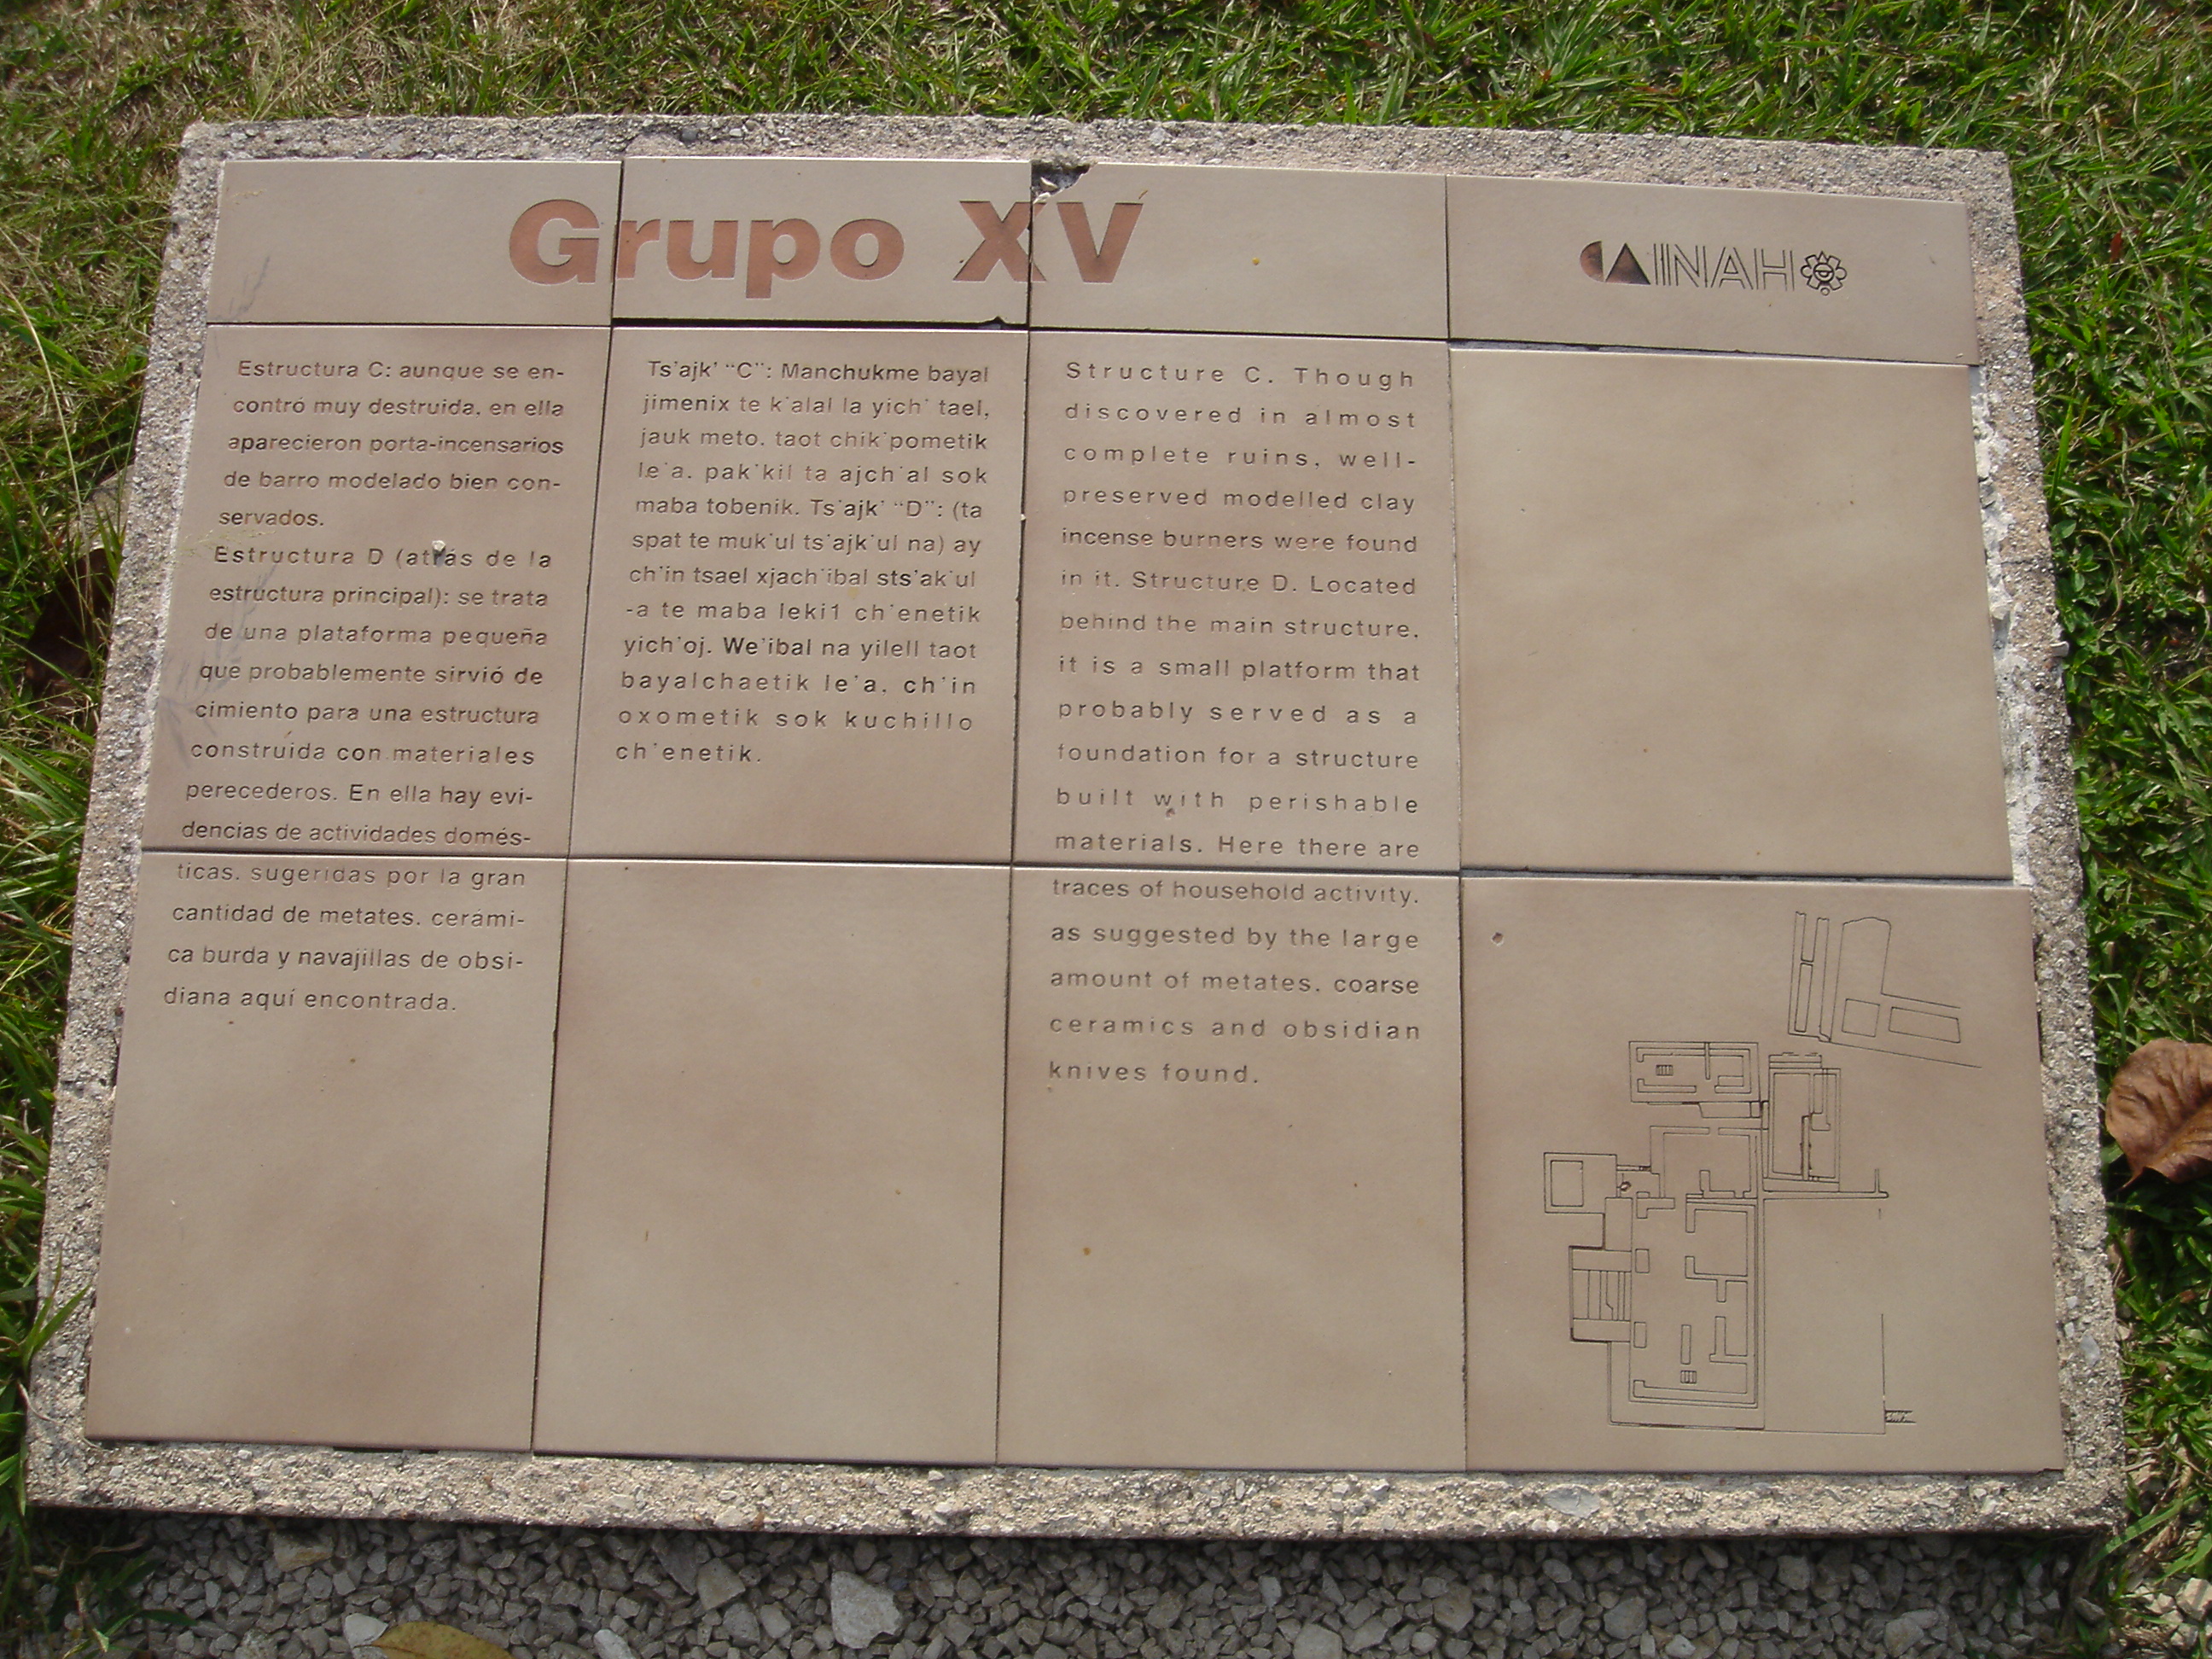 Grupo XV
INAH
Estructura C: aunque se en-
contró muy destruida, en ella
aparecieron porta-incensarios
de barro modelado bien con-
servados.
Estructura D (atrás de la
estructura principal): se trata
de una plataforma pequeña
que probablemente sirvió de
cimiento para una estructura
construida con materiales
perecederos. En ella hay evi-
dencias de actividades domés-
ticas, sugeridas por la gran
cantidad de metates, cerámi-
ca burda y navajillas de obsi-
diana aquí encontrada.
Ts'ajk' "C": Manchukme bayal
jimenix te k'alal la yich' tael,
jauk meto, taot chik'pometik
le'a, pak'kil ta ajch'al sok
maba tobenik. Ts'ajk' "D": (ta
spat te muk'ul ts'ajk'ul na) ay
ch'in tsael xjach'ibal sts'ak'ul
-a te maba leki1 ch'enetik
yich'oj. We'ibal na yilell taot
bayalchaetik le'a, ch'in
oxometik sok kuchillo
ch'enetik.
Structure C. Though
discovered in almost
complete ruins, well-
preserved modelled clay
incense burners were found
in it. Structure D. Located
behind the main structure,
it is a small platform that
probably served as a
foundation for a structure
built with perishable
materials. Here there are
traces of household activity,
as suggested by the large
amount of metates, coarse
ceramics and obsidian
knives found.